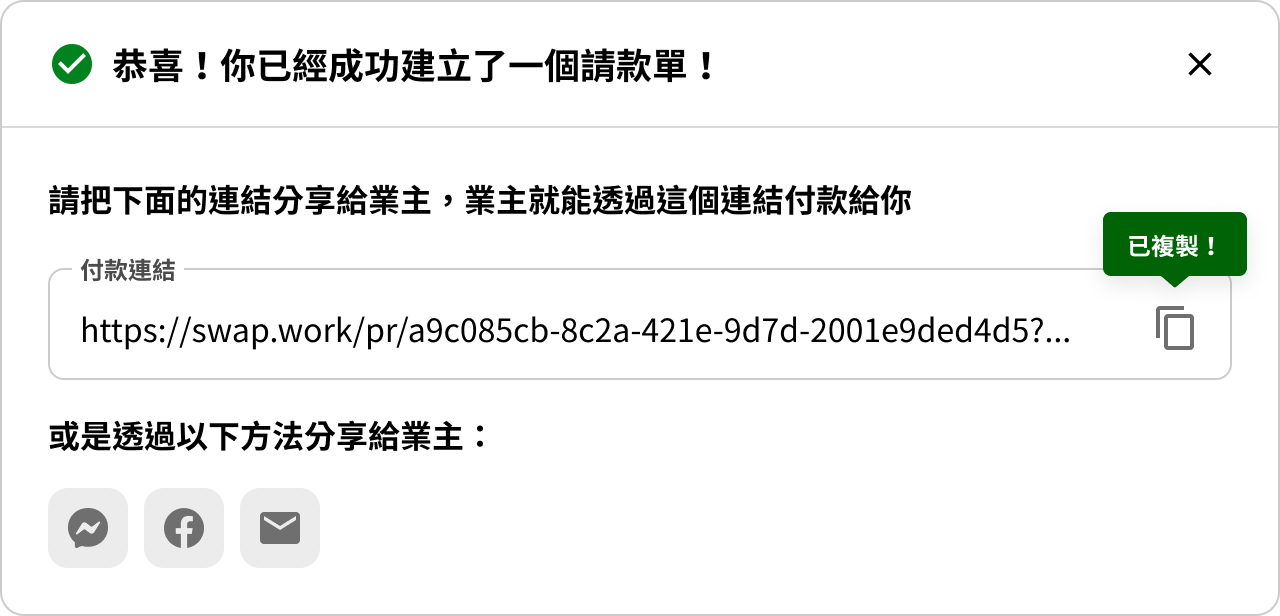 恭喜！你已經成功建立了一個請款單！
請把下面的連結分享給業主，業主就能透過這個連結付款給你
已複製！
付款連結
https://swap.work/pr/a9c085cb-8c2a-421e-9d7d-2001e9ded4d5?...
或是透過以下方法分享給業主：